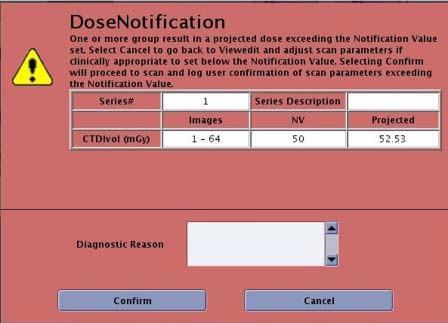 DoseNotification
One or more group result in a projected dose exceeding the Notification Value
set. Select Cancel to go back to Viewedit and adjust scan parameters if
clinically appropriate to set below the Notification Value. Selecting Confirm
will proceed to scan and log user confirmation of scan parameters exceeding
the Notification Value.
Series# 1 Series Description
Images NV Projected
CTDIvol (mGy) 1 - 64 50 52.53
Diagnostic Reason
Confirm Cancel